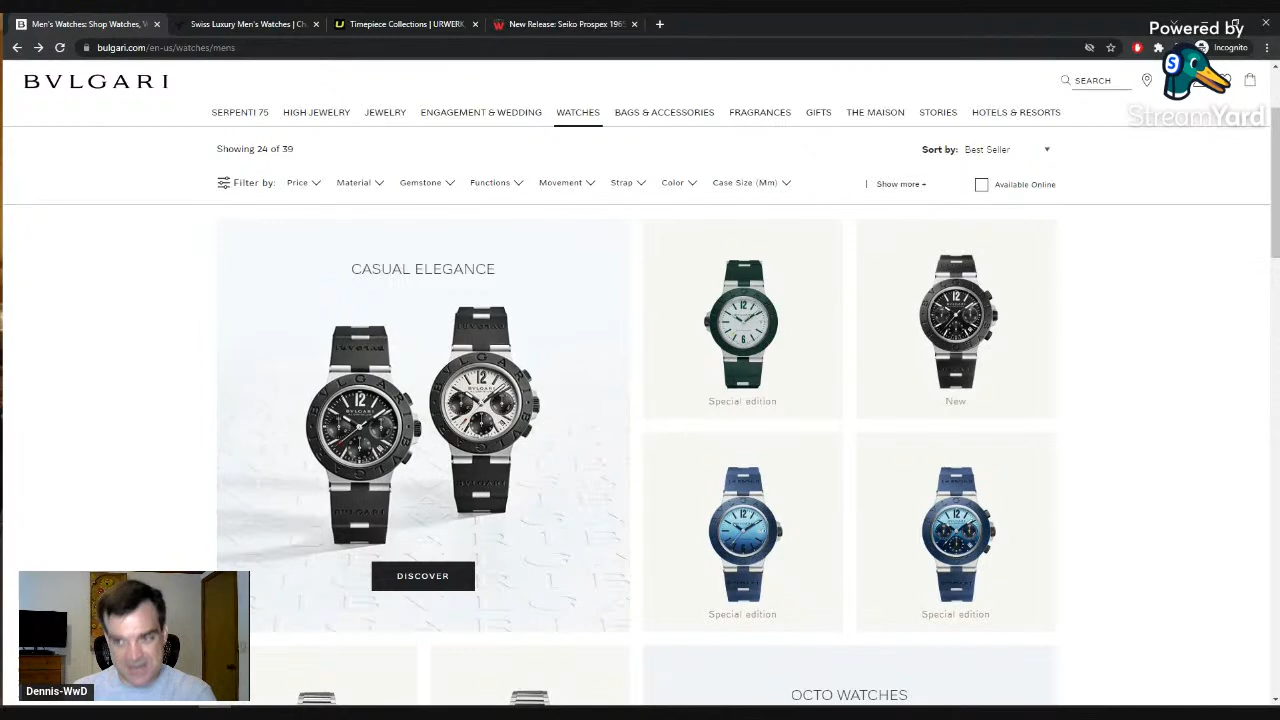 Men's Watches: Shop Watches,
Swiss Luxury Men's Watches | Ch
Timepiece Collections | URWERK
New Release: Seiko Prospex 1965
bulgari.com/en-us/watches/mens
Incognito
Powered by
StreamYard
BVLGARI
SEARCH
SERPENTI 75 HIGH JEWELRY JEWELRY ENGAGEMENT & WEDDING WATCHES BAGS & ACCESSORIES FRAGRANCES GIFTS THE MAISON STORIES HOTELS & RESORTS
Showing 24 of 39
Sort by: Best Seller
Filter by: Price Material Gemstone Functions Movement Strap Color Case Size (Mm) | Show more + Available Online
CASUAL ELEGANCE
BVLGARI
BVLGARI
DISCOVER
Special edition
New
Special edition
Special edition
OCTO WATCHES
Dennis-WwD